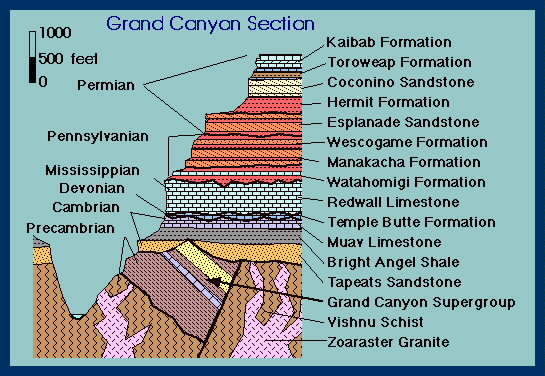 Grand Canyon Section
1000
500 feet
0
Permian
Pennsylvanian
Mississippian
Devonian
Cambrian
Precambrian
Kaibab Formation
Toroweap Formation
Coconino Sandstone
Hermit Formation
Esplanade Sandstone
Wescogame Formation
Manakacha Formation
Watahomigi Formation
Redwall Limestone
Temple Butte Formation
Muav Limestone
Bright Angel Shale
Tapeats Sandstone
Grand Canyon Supergroup
Vishnu Schist
Zoaraster Granite